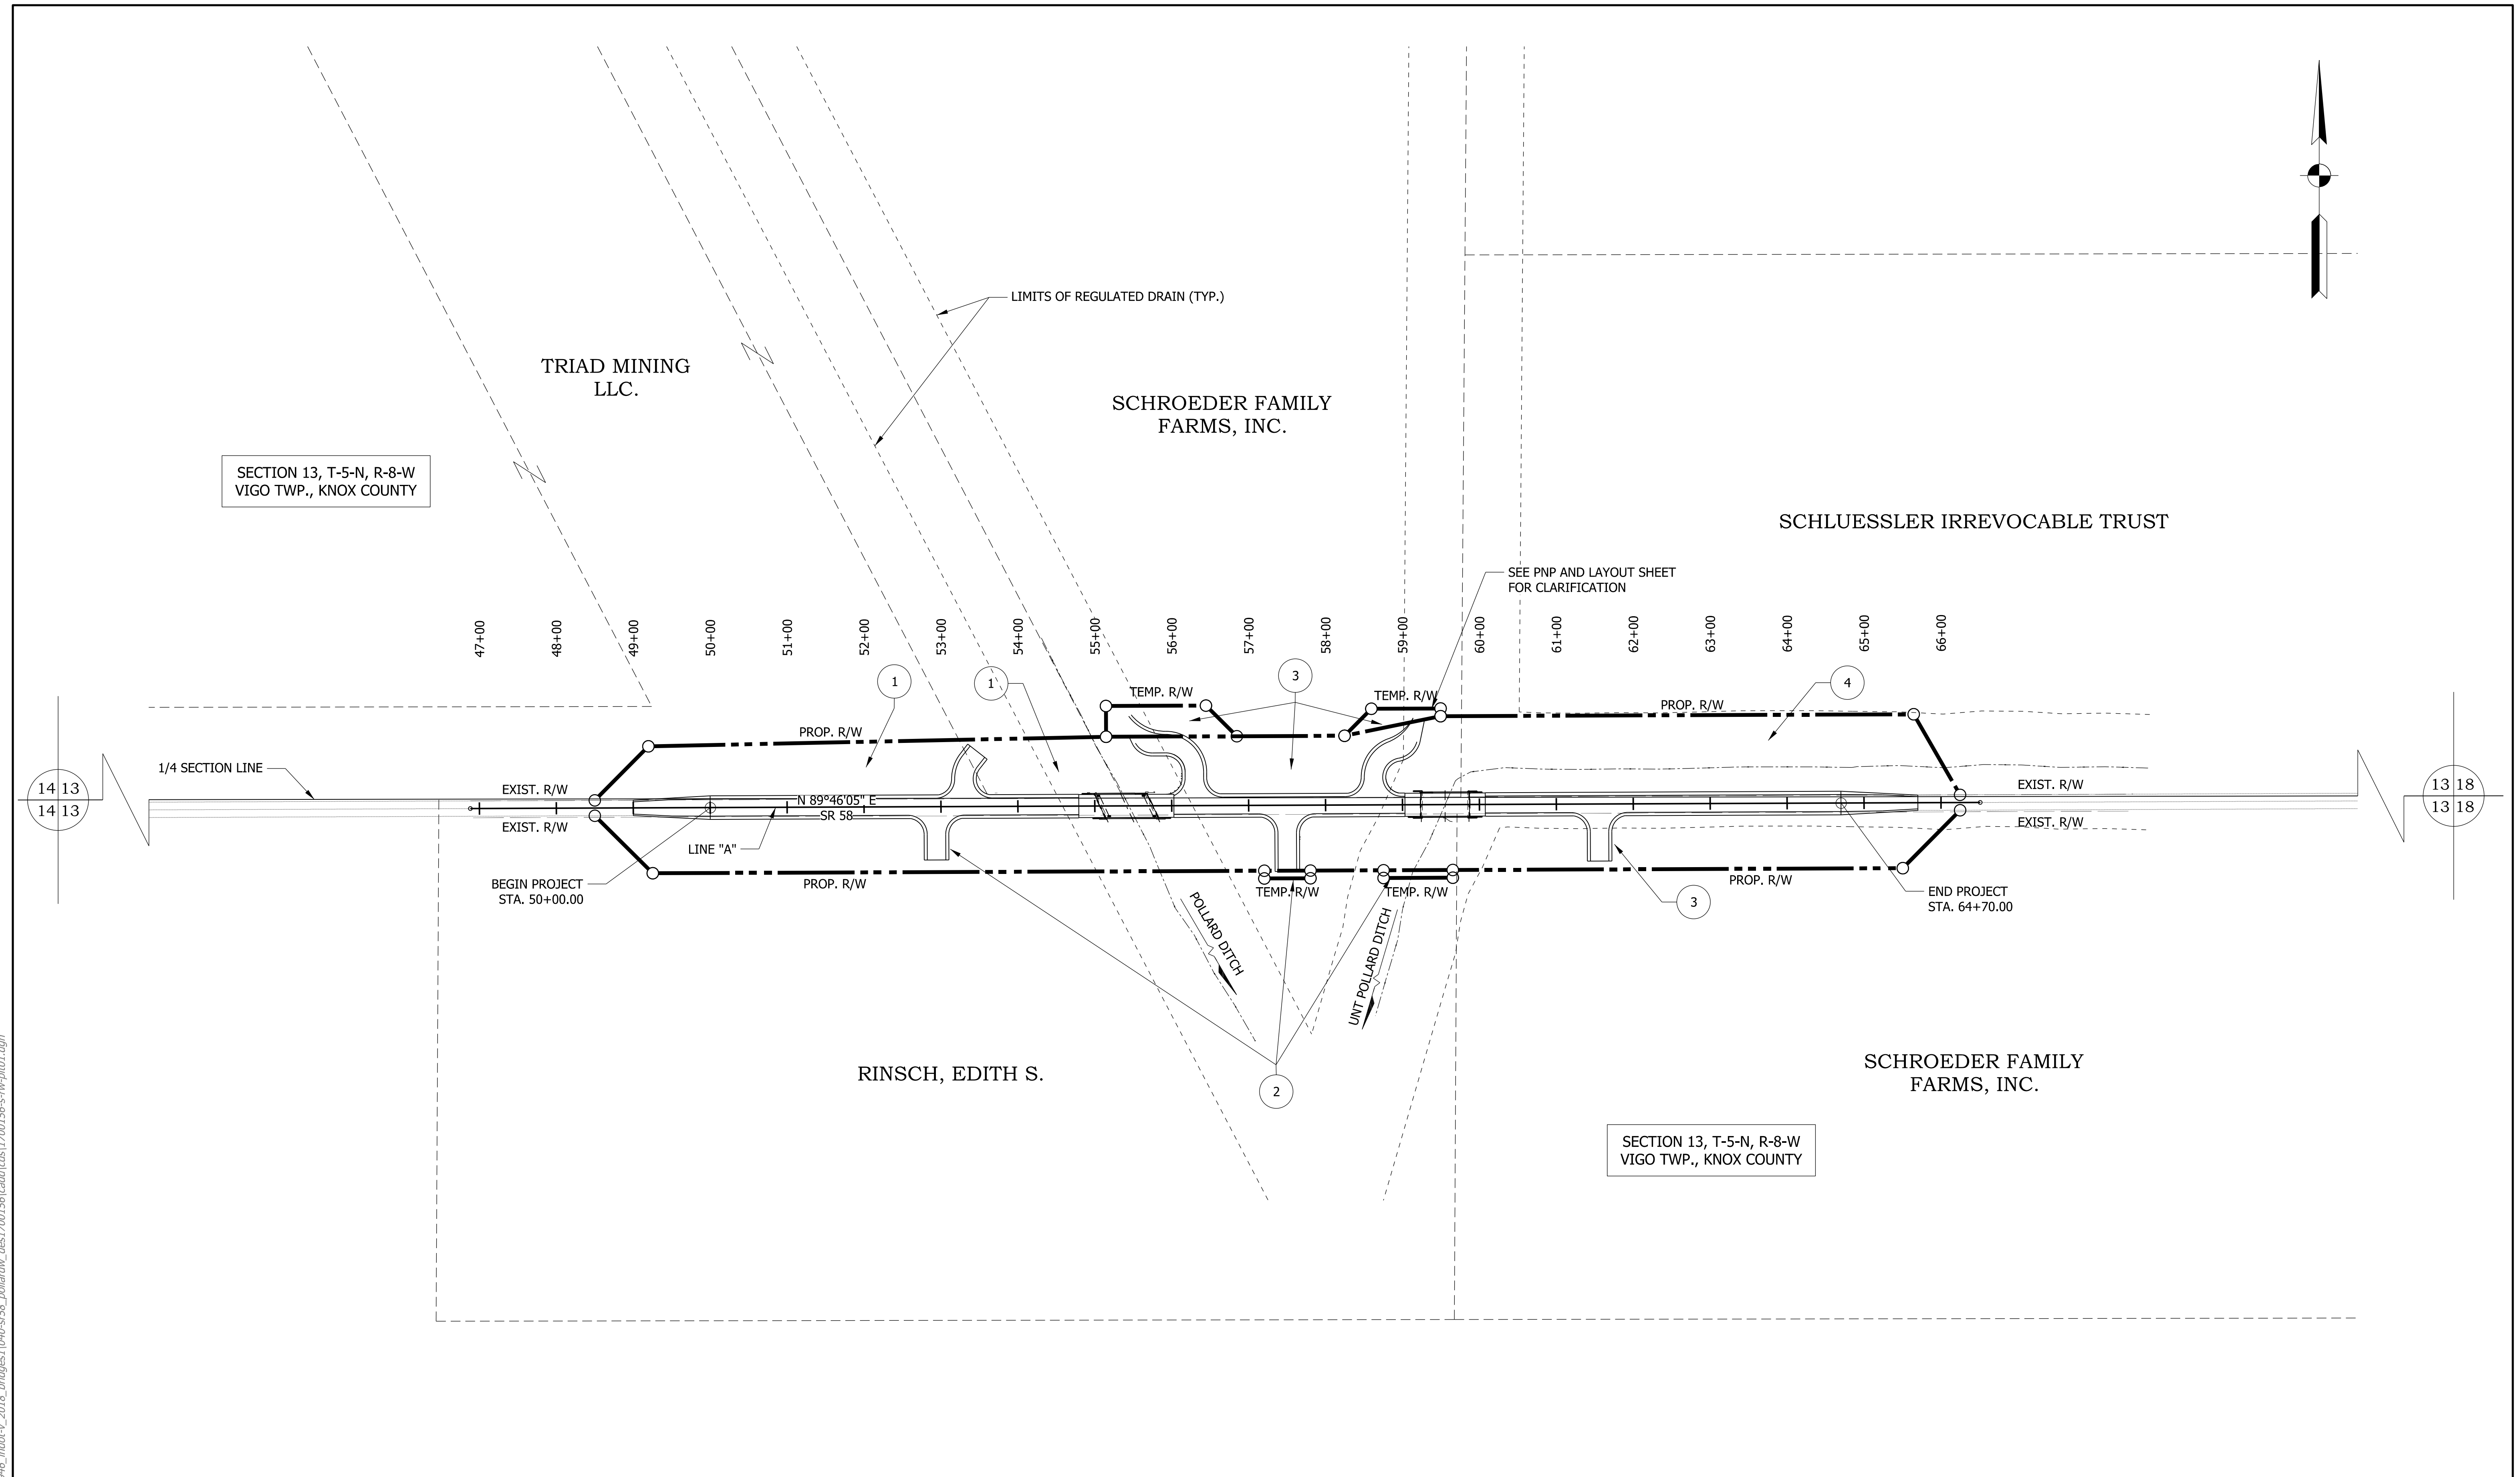 LIMITS OF REGULATED DRAIN (TYP.)
TRIAD MINING
LLC.
SCHROEDER FAMILY
FARMS, INC.
SECTION 13, T-5-N, R-8-W
VIGO TWP., KNOX COUNTY
SCHLUESSLER IRREVOCABLE TRUST
SEE PNP AND LAYOUT SHEET
FOR CLARIFICATION
47+00
48+00
49+00
50+00
51+00
52+00
53+00
54+00
55+00
56+00
57+00
58+00
59+00
60+00
61+00
62+00
63+00
64+00
65+00
66+00
1
1
3
4
TEMP. R/W
TEMP. R/W
PROP. R/W
PROP. R/W
1/4 SECTION LINE
14 13
14 13
EXIST. R/W
EXIST. R/W
N 89°46'05" E
SR 58
LINE "A"
EXIST. R/W
EXIST. R/W
13 18
13 18
BEGIN PROJECT
STA. 50+00.00
PROP. R/W
TEMP. R/W
TEMP. R/W
PROP. R/W
END PROJECT
STA. 64+70.00
3
POLLARD DITCH
UNT POLLARD DITCH
2
RINSCH, EDITH S.
SCHROEDER FAMILY
FARMS, INC.
SECTION 13, T-5-N, R-8-W
VIGO TWP., KNOX COUNTY